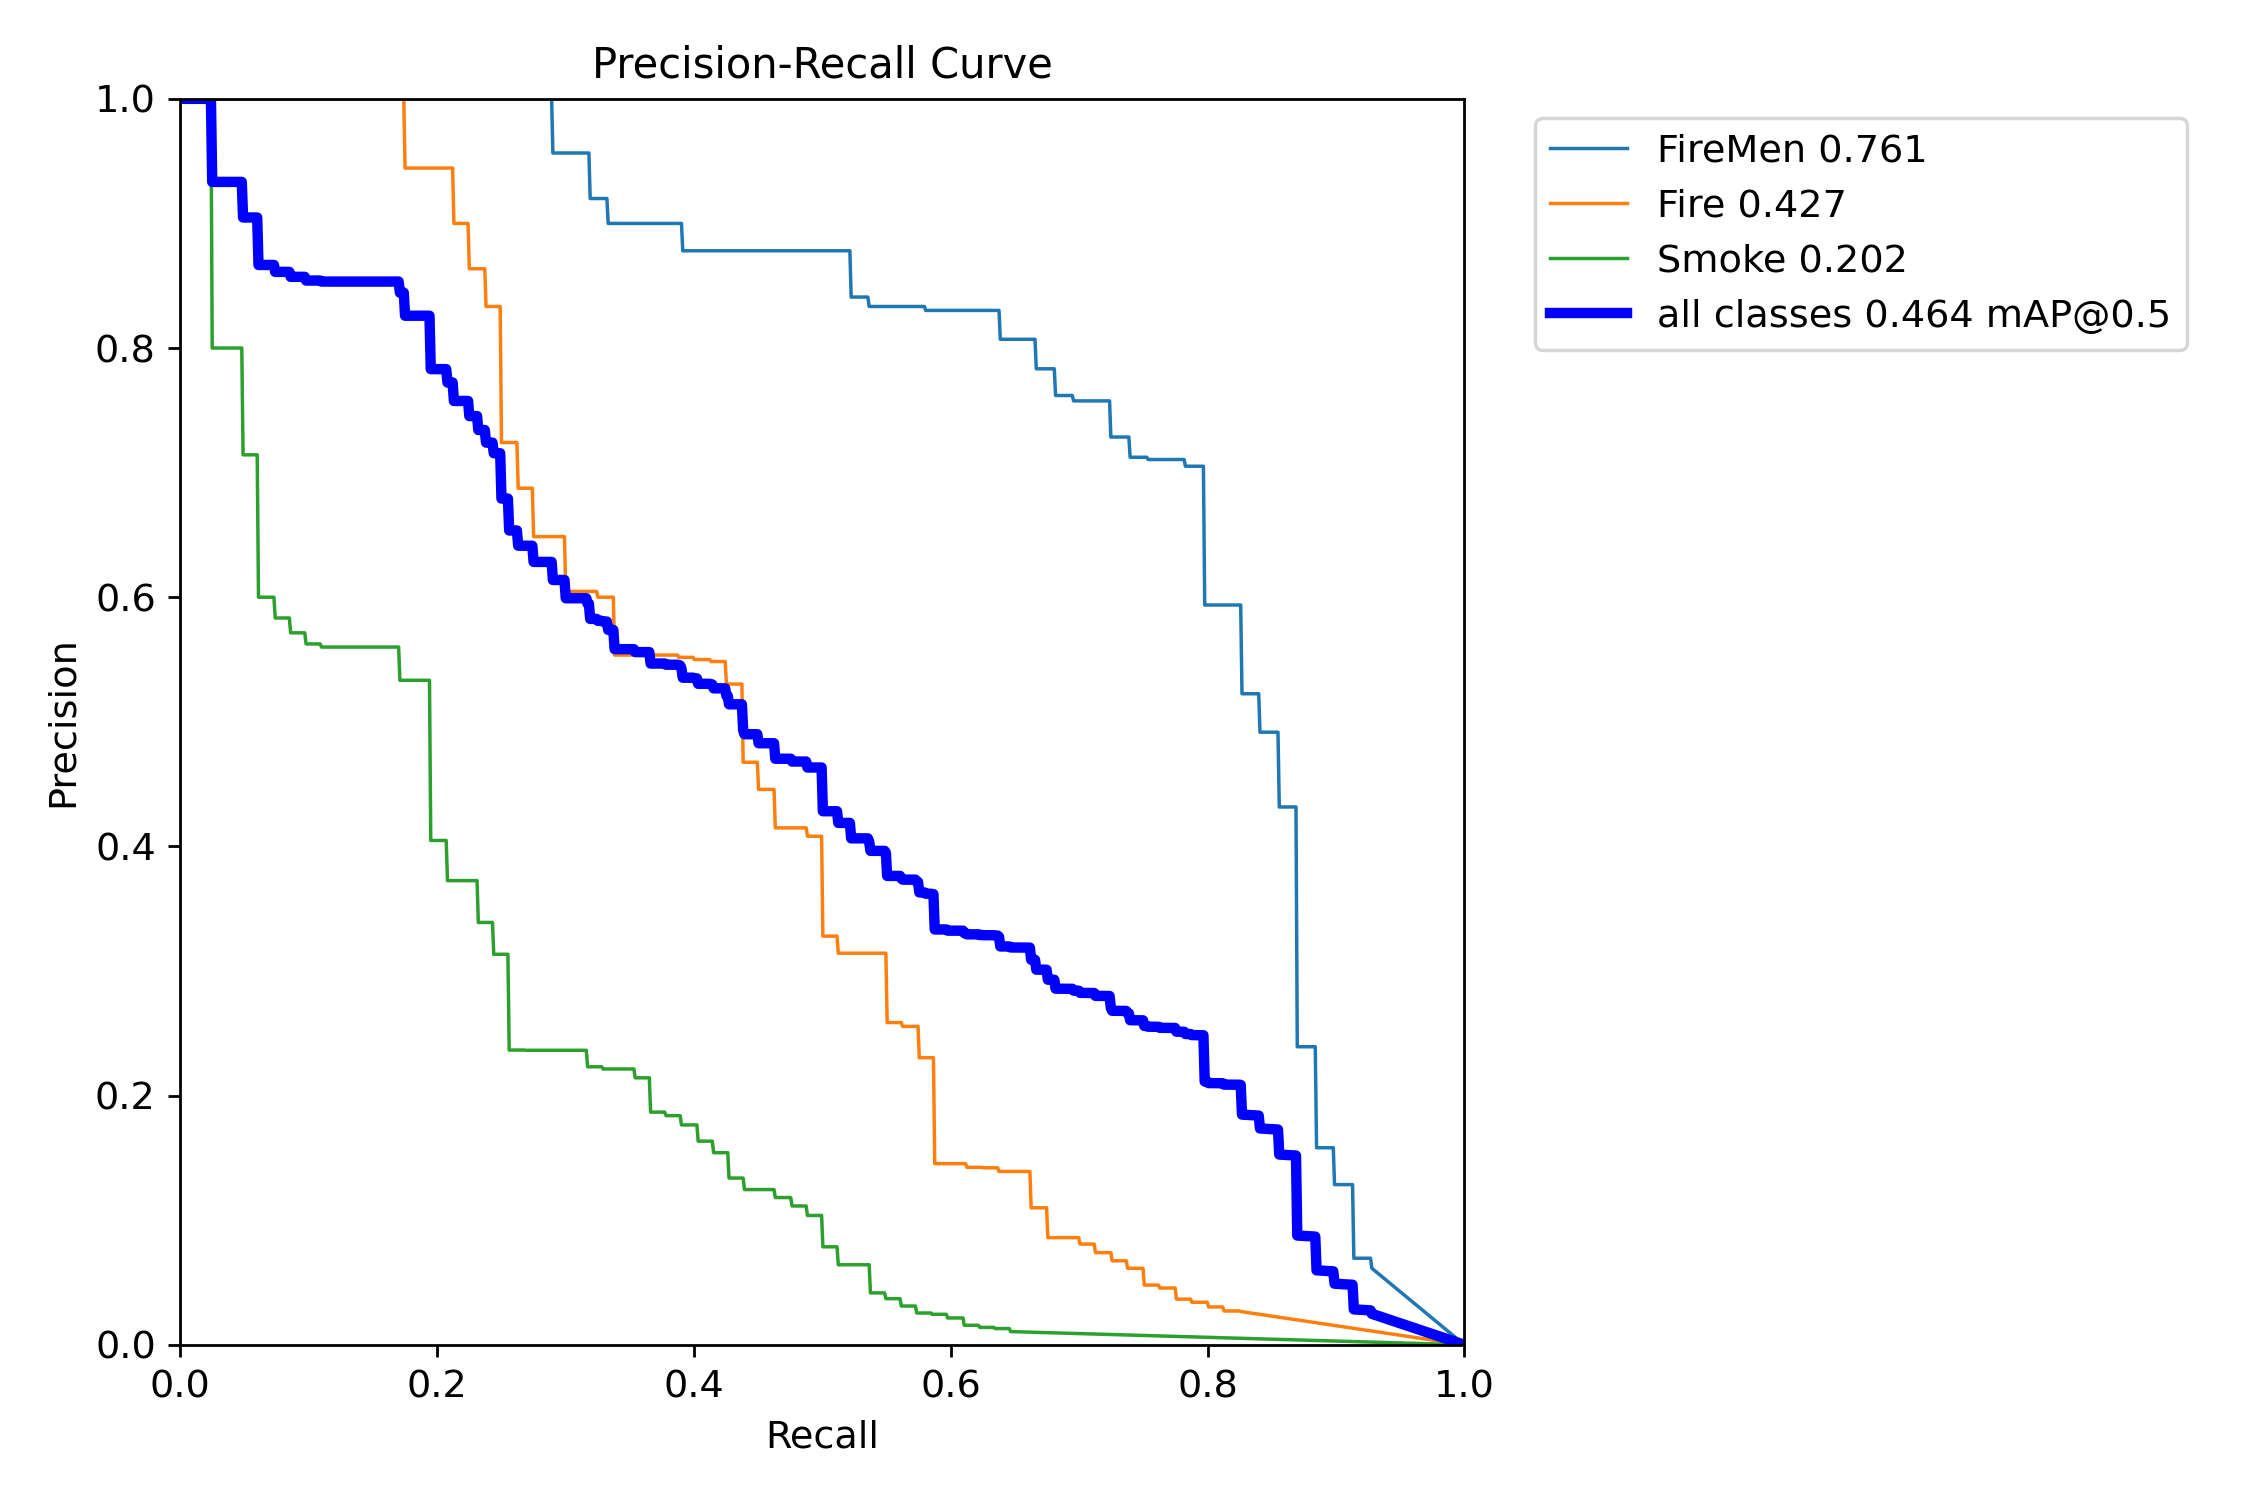 Precision-Recall Curve
1.0
0.8
0.6
0.4
0.2
0.0
Precision
0.0 0.2 0.4 0.6 0.8 1.0
Recall
FireMen 0.761
Fire 0.427
Smoke 0.202
all classes 0.464 mAP@0.5